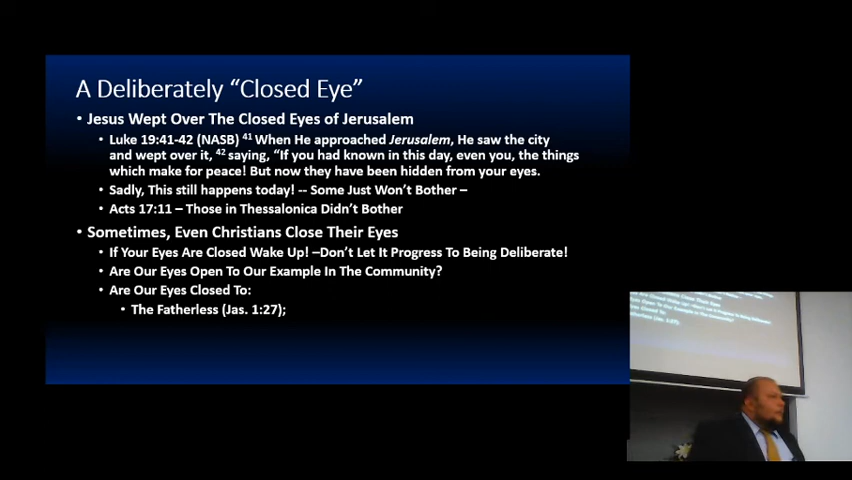 A Deliberately “Closed Eye”
• Jesus Wept Over The Closed Eyes of Jerusalem
• Luke 19:41-42 (NASB) 41 When He approached Jerusalem, He saw the city
and wept over it, 42 saying, “If you had known in this day, even you, the things
which make for peace! But now they have been hidden from your eyes.
• Sadly, This still happens today! -- Some Just Won’t Bother –
• Acts 17:11 – Those in Thessalonica Didn’t Bother
• Sometimes, Even Christians Close Their Eyes
• If Your Eyes Are Closed Wake Up! –Don’t Let It Progress To Being Deliberate!
• Are Our Eyes Open To Our Example In The Community?
• Are Our Eyes Closed To:
• The Fatherless (Jas. 1:27);